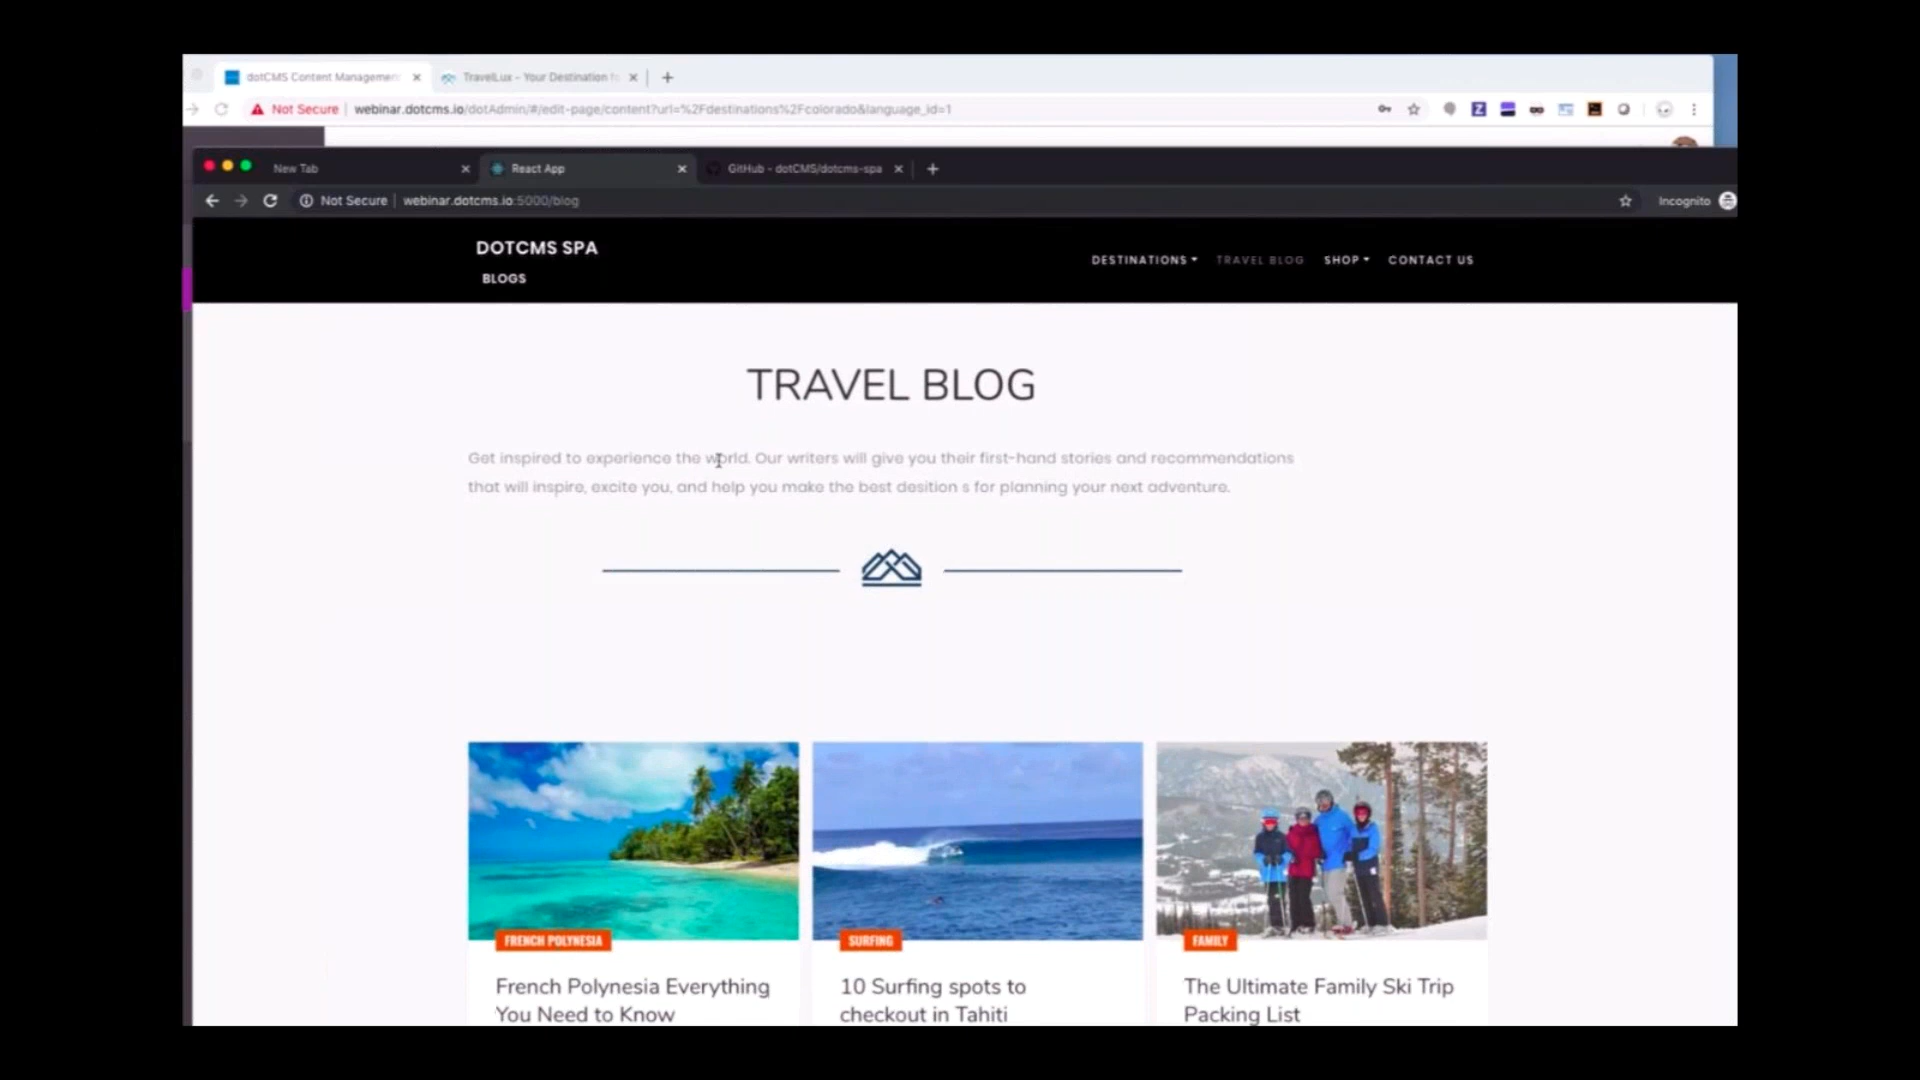 dotCMS Content Management
TravelLux - Your Destination fo
Not Secure webinar.dotcms.io/dotAdmin/#/edit-page/content?url=%2Fdestinations%2Fcolorado&language_id=1
New Tab
React App
GitHub - dotCMS/dotcms-spa
Not Secure webinar.dotcms.io:5000/blog
Incognito
DOTCMS SPA
BLOGS
DESTINATIONS TRAVEL BLOG SHOP CONTACT US
TRAVEL BLOG
Get inspired to experience the world. Our writers will give you their first-hand stories and recommendations
that will inspire, excite you, and help you make the best desition s for planning your next adventure.
FRENCH POLYNESIA
French Polynesia Everything
You Need to Know
SURFING
10 Surfing spots to
checkout in Tahiti
FAMILY
The Ultimate Family Ski Trip
Packing List